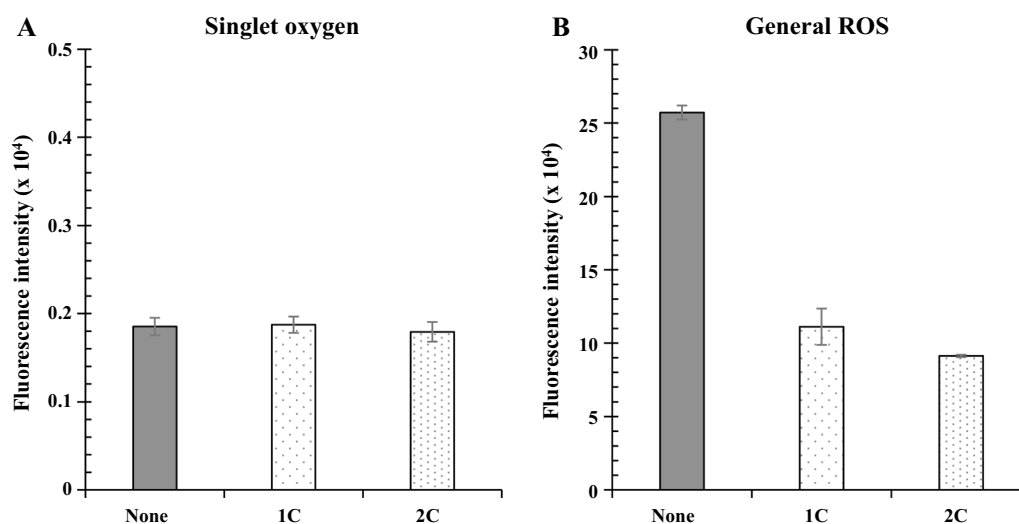 A
Singlet oxygen
Fluorescence intensity (x 10⁴)
0.5
0.4
0.3
0.2
0.1
0
None 1C 2C
B
General ROS
Fluorescence intensity (x 10⁴)
30
25
20
15
10
5
0
None 1C 2C